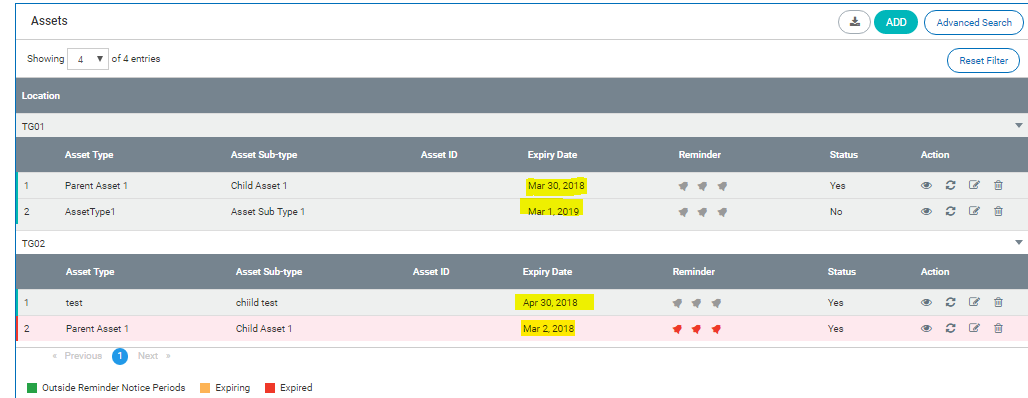 Assets
ADD
Advanced Search
Showing 4 of 4 entries
Reset Filter
Location
TG01
Asset Type Asset Sub-type Asset ID Expiry Date Reminder Status Action
1 Parent Asset 1 Child Asset 1 Mar 30, 2018 Yes
2 AssetType1 Asset Sub Type 1 Mar 1, 2019 No
TG02
Asset Type Asset Sub-type Asset ID Expiry Date Reminder Status Action
1 test chiild test Apr 30, 2018 Yes
2 Parent Asset 1 Child Asset 1 Mar 2, 2018 Yes
« Previous 1 Next »
Outside Reminder Notice Periods Expiring Expired